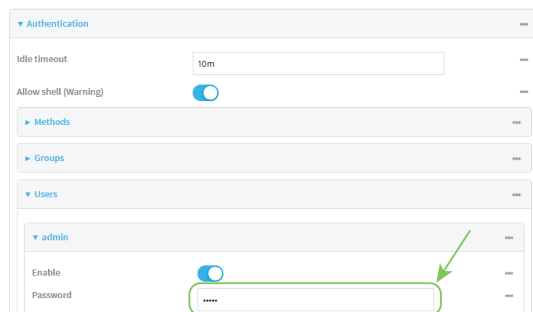 Authentication
Idle timeout
10m
Allow shell (Warning)
Methods
Groups
Users
admin
Enable
Password
•••••